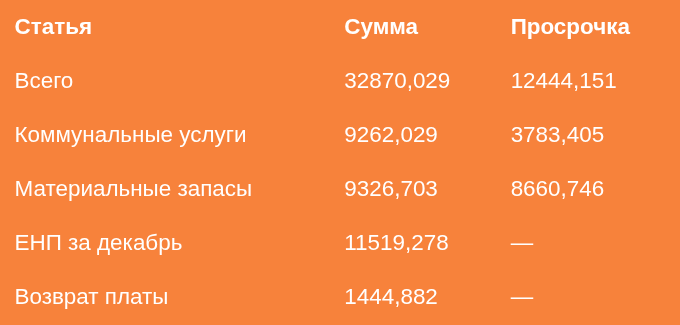 Статья Сумма Просрочка
Всего 32870,029 12444,151
Коммунальные услуги 9262,029 3783,405
Материальные запасы 9326,703 8660,746
ЕНП за декабрь 11519,278 —
Возврат платы 1444,882 —